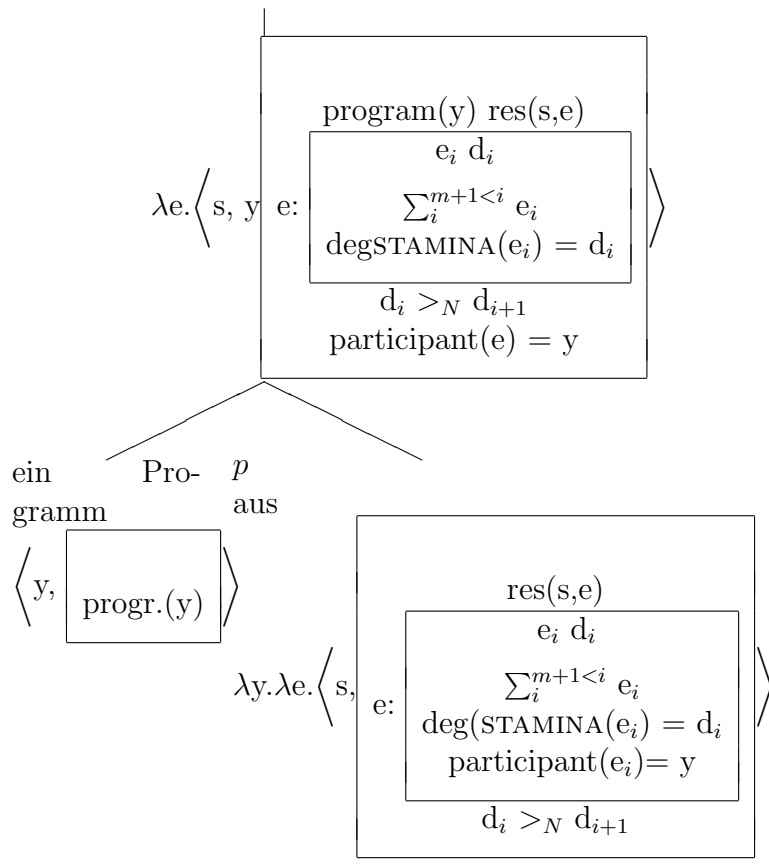 program(y) res(s,e)
e_i d_i
λe.⟨s, y e: ∑_i^{m+1<i} e_i ⟩
degSTAMINA(e_i) = d_i
d_i >_N d_{i+1}
participant(e) = y
ein Pro-
gramm
p
aus
⟨y, progr.(y) ⟩
res(s,e)
e_i d_i
λy.λe.⟨s, e: ∑_i^{m+1<i} e_i ⟩
deg(STAMINA(e_i) = d_i
participant(e_i)= y
d_i >_N d_{i+1}